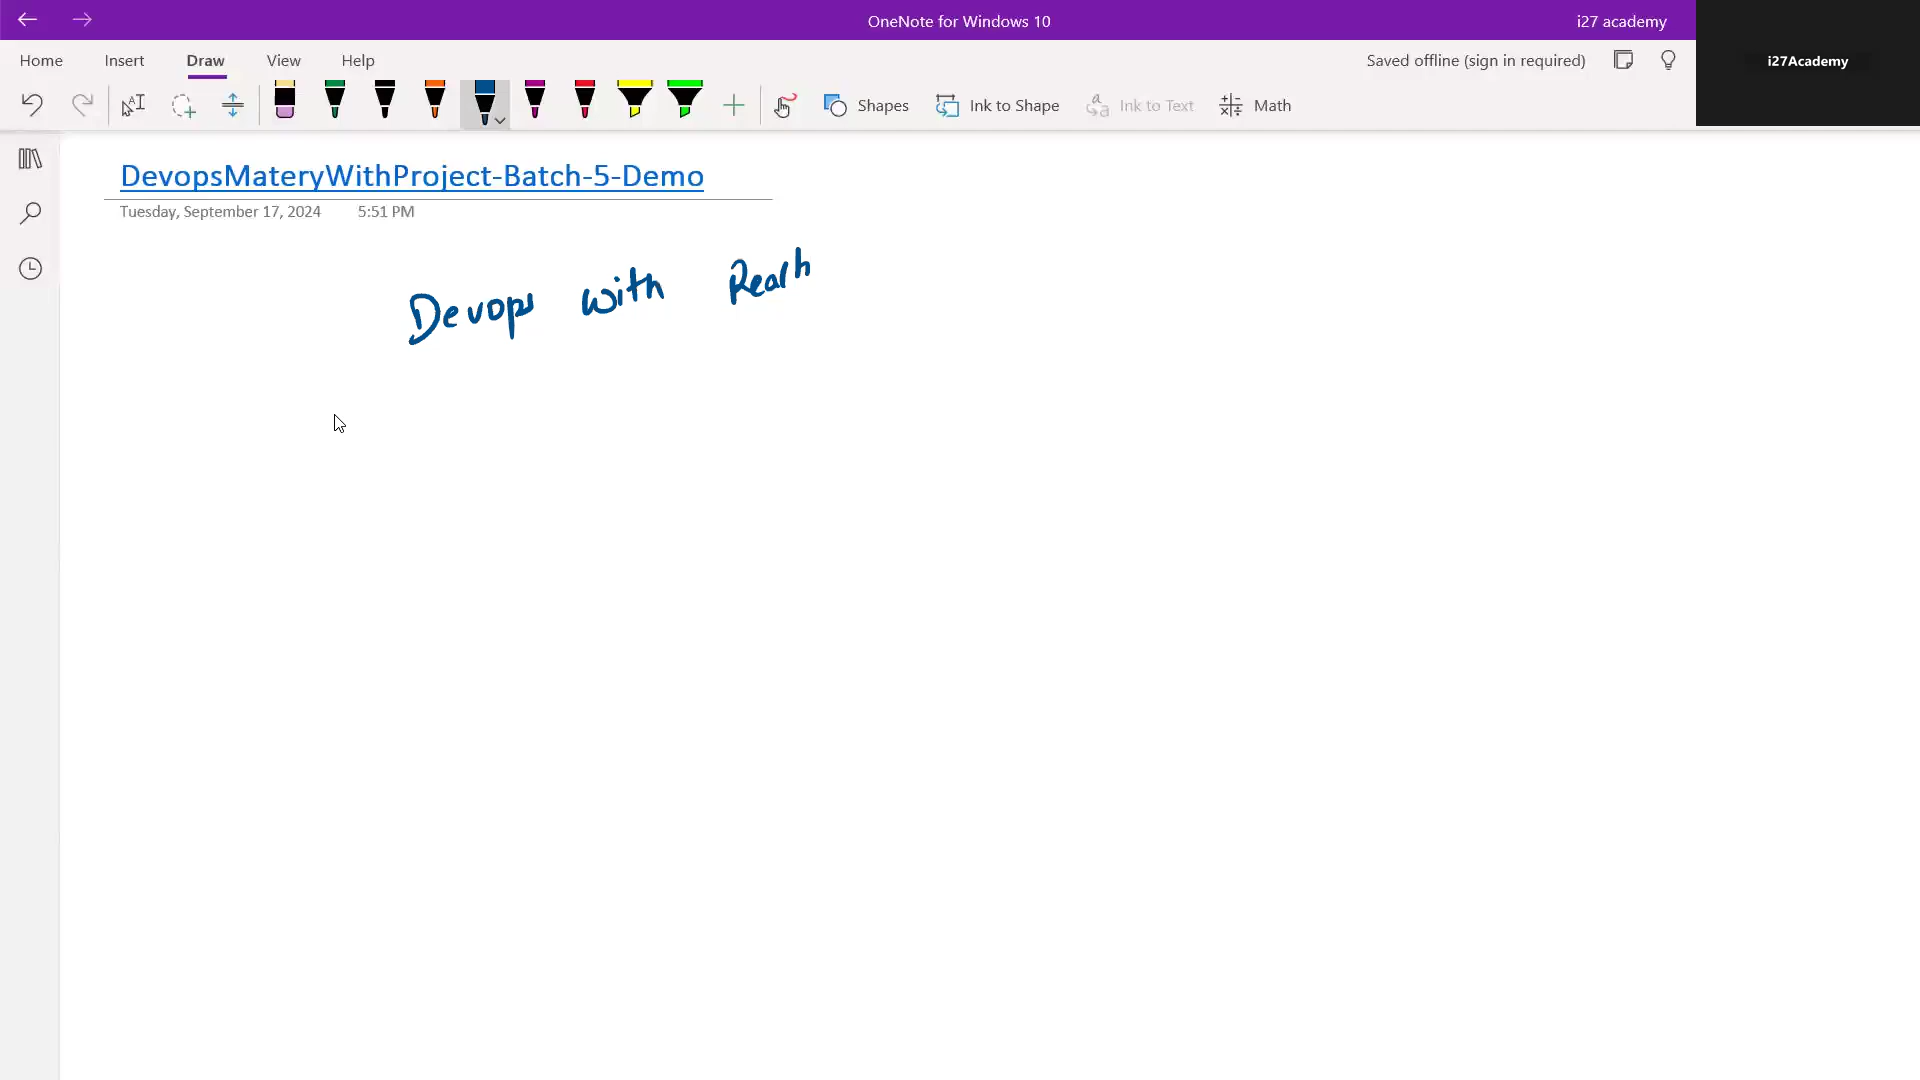 OneNote for Windows 10
i27 academy
i27Academy
Home Insert Draw View Help
Saved offline (sign in required)
Shapes Ink to Shape Ink to Text Math
DevopsMateryWithProject-Batch-5-Demo
Tuesday, September 17, 2024 5:51 PM
Devops with